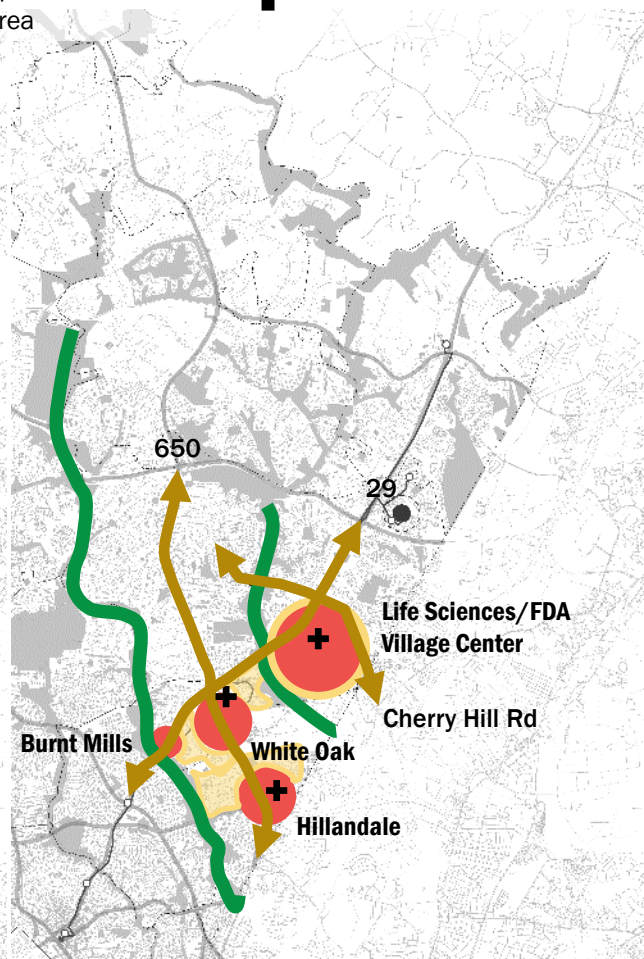 rea
650
29
Life Sciences/FDA
Village Center
Cherry Hill Rd
Burnt Mills
White Oak
Hillandale